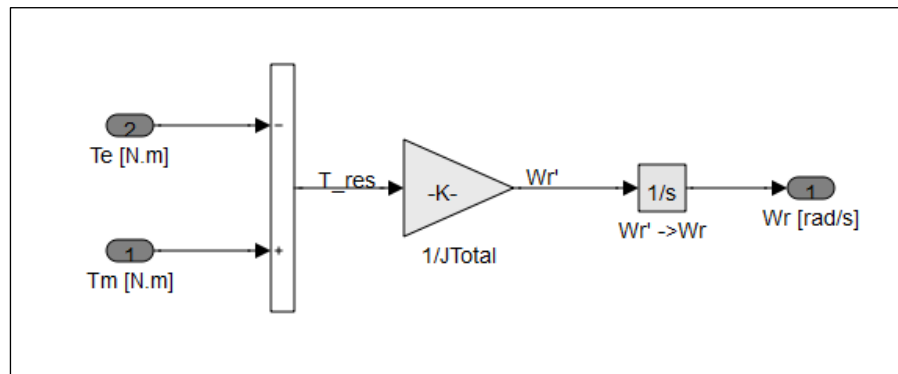 2
−
Te [N.m]
T_res
-K-
Wr'
1/s
1
Wr [rad/s]
Wr' ->Wr
1
+
Tm [N.m]
1/JTotal